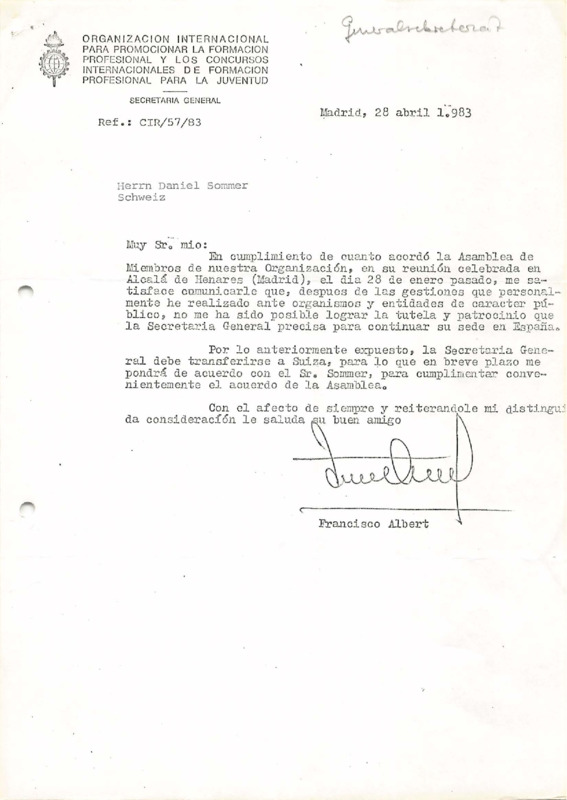 Generalsekretariat
ORGANIZACION INTERNACIONAL
PARA PROMOCIONAR LA FORMACION
PROFESIONAL Y LOS CONCURSOS
INTERNACIONALES DE FORMACION
PROFESIONAL PARA LA JUVENTUD
SECRETARIA GENERAL
Ref.: CIR/57/83
Madrid, 28 abril 1.983
Herrn Daniel Sommer
Schweiz
Muy Sr. mio:
En cumplimiento de cuanto acordó la Asamblea de
Miembros de nuestra Organización, en su reunión celebrada en
Alcalá de Henares (Madrid), el dia 28 de enero pasado, me sa-
tisface comunicarle que, despues de las gestiones que personal-
mente he realizado ante organismos y entidades de caracter pú-
blico, no me ha sido posible lograr la tutela y patrocinio que
la Secretaria General precisa para continuar su sede en España.
Por lo anteriormente expuesto, la Secretaria Gene-
ral debe transferirse a Suiza, para lo que en breve plazo me
pondrá de acuerdo con el Sr. Sommer, para cumplimentar conve-
nientemente el acuerdo de la Asamblea.
Con el afecto de siempre y reiterandole mi distingui
da consideración le saluda su buen amigo
Francisco Albert